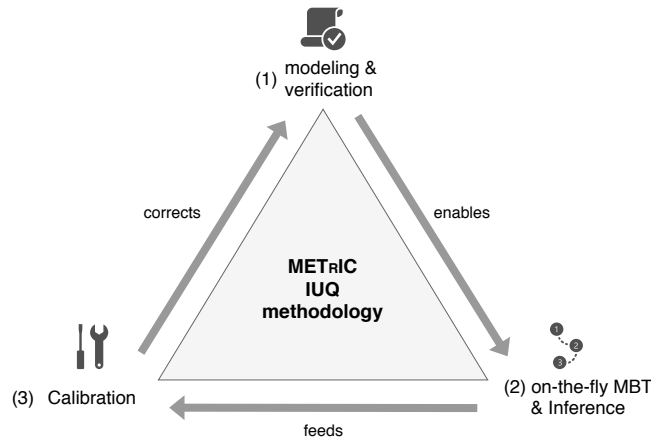 (1) modeling &
verification
corrects
enables
METRIC
IUQ
methodology
1
2
3
(3) Calibration
(2) on-the-fly MBT
& Inference
feeds